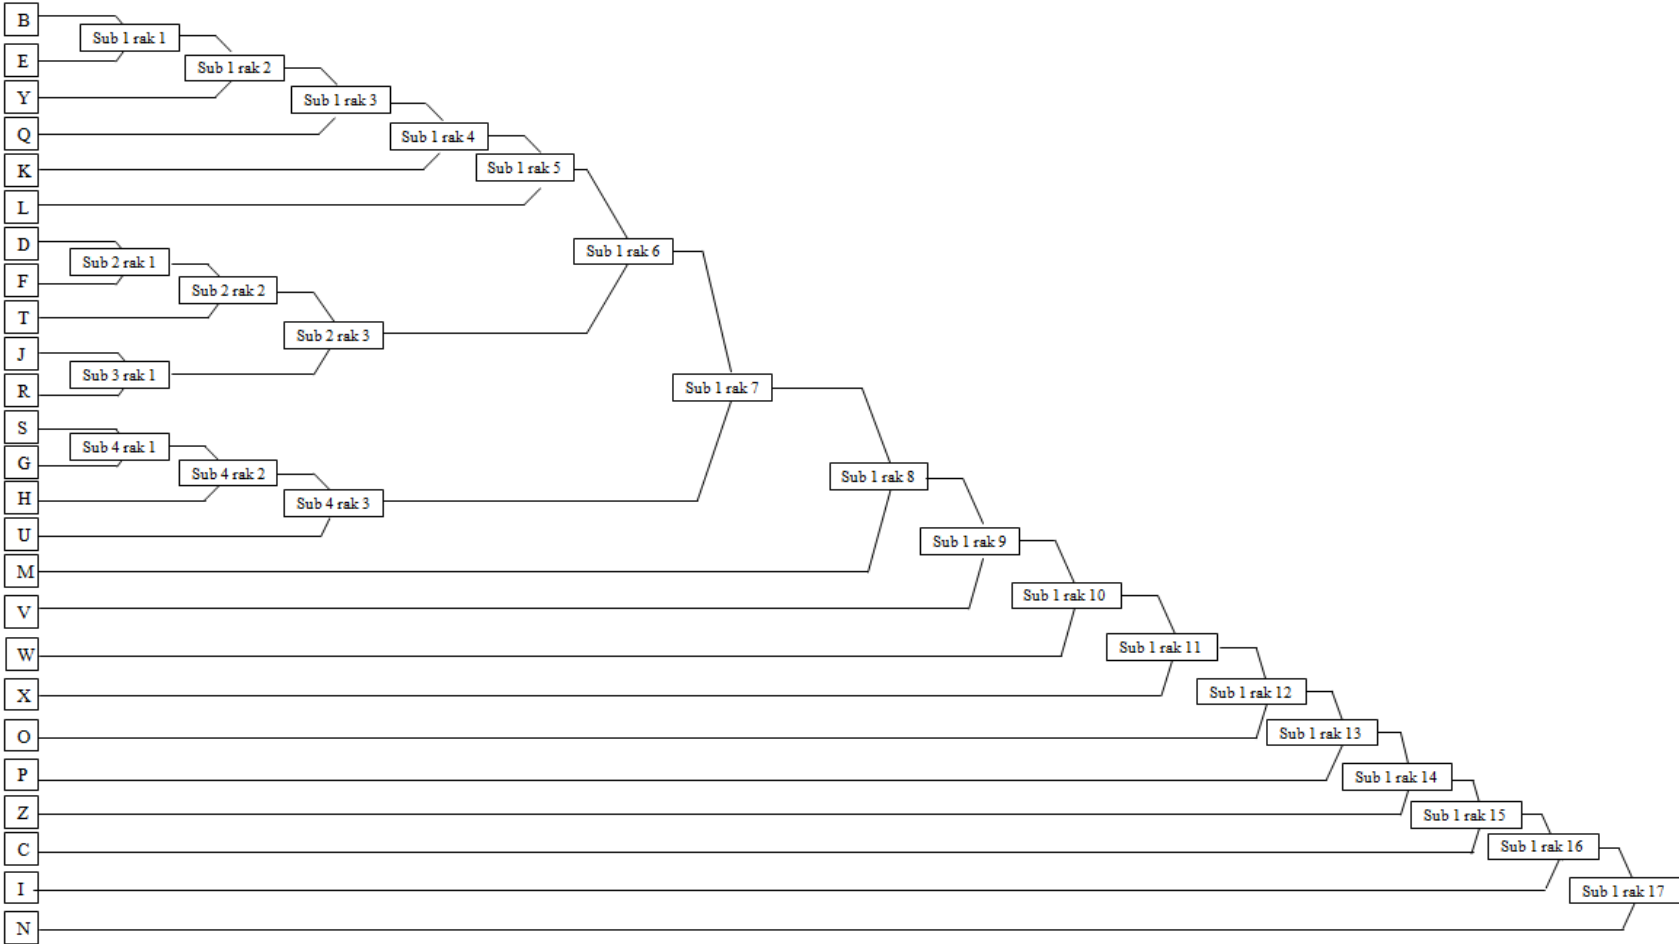 B
Sub 1 rak 1
E
Sub 1 rak 2
Y
Sub 1 rak 3
Q
Sub 1 rak 4
K
Sub 1 rak 5
L
D
Sub 1 rak 6
Sub 2 rak 1
F
Sub 2 rak 2
T
Sub 2 rak 3
J
Sub 3 rak 1
R
Sub 1 rak 7
S
Sub 4 rak 1
G
Sub 4 rak 2
Sub 1 rak 8
H
Sub 4 rak 3
U
Sub 1 rak 9
M
Sub 1 rak 10
V
Sub 1 rak 11
W
X
Sub 1 rak 12
O
Sub 1 rak 13
P
Sub 1 rak 14
Z
Sub 1 rak 15
C
Sub 1 rak 16
I
Sub 1 rak 17
N